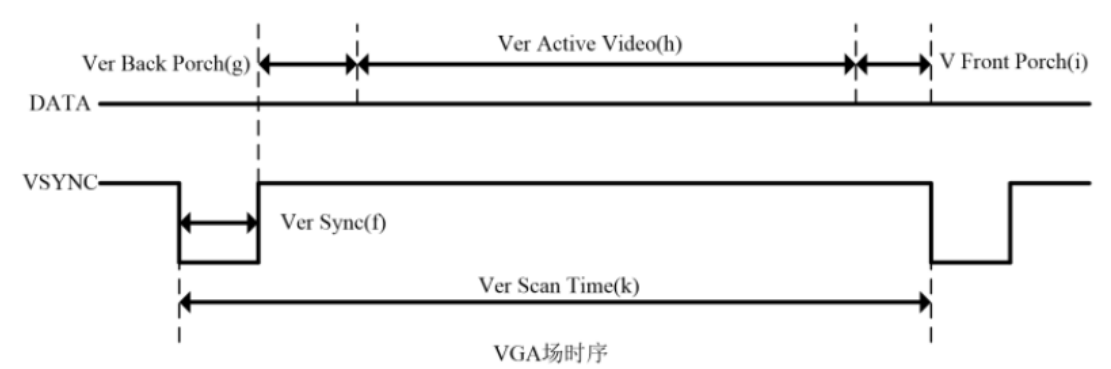 Ver Active Video(h)
Ver Back Porch(g)
V Front Porch(i)
DATA
VSYNC
Ver Sync(f)
Ver Scan Time(k)
VGA场时序